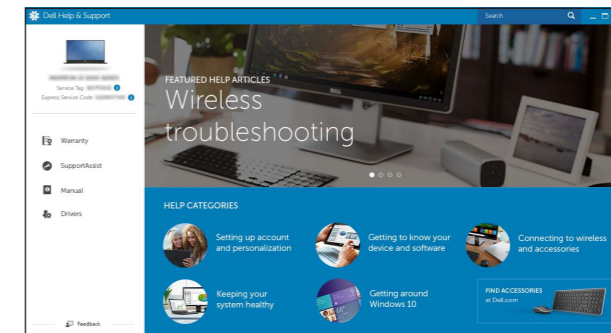 Dell Help & Support
Search
Service Tag:
Express Service Code:
Warranty
SupportAssist
Manual
Drivers
Feedback
FEATURED HELP ARTICLES
Wireless
troubleshooting
HELP CATEGORIES
Setting up account
and personalization
Getting to know your
device and software
Connecting to wireless
and accessories
Keeping your
system healthy
Getting around
Windows 10
FIND ACCESSORIES
at Dell.com